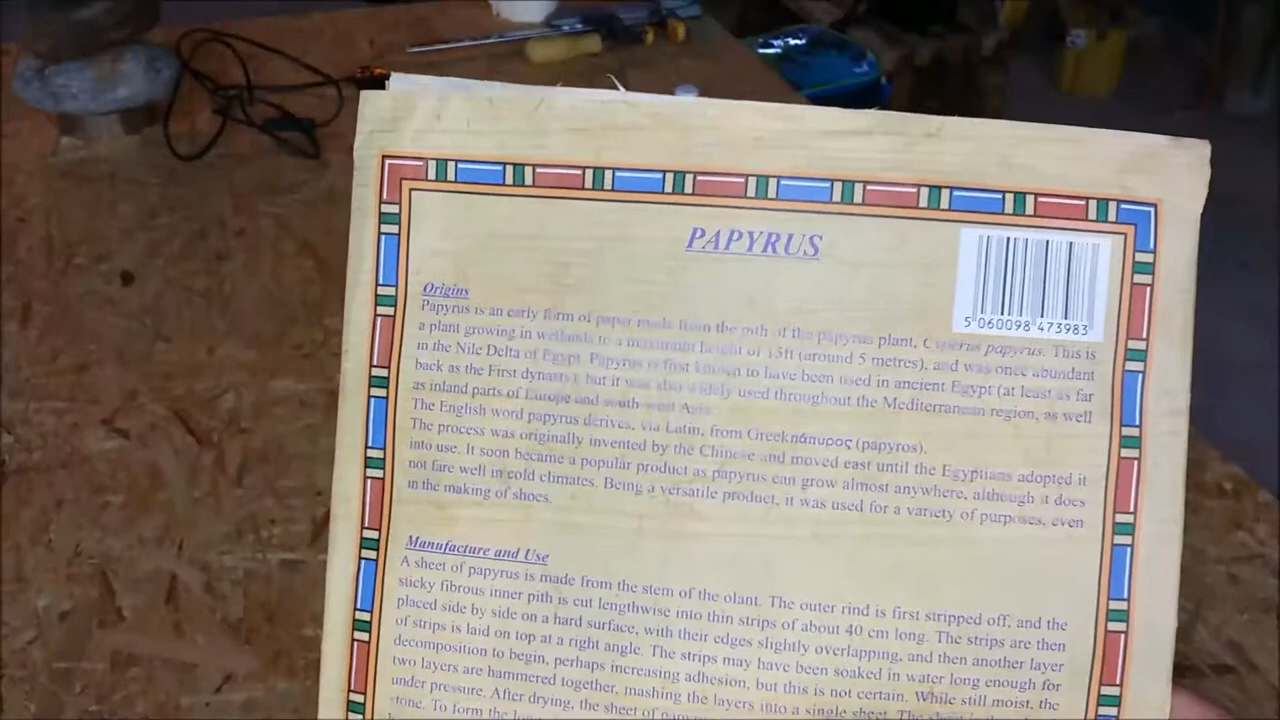 PAPYRUS
5 060098 473983
Origins
Papyrus is an early form of paper made from the pith of the papyrus plant, Cyperus papyrus. This is
a plant growing in wetlands to a maximum height of 15ft (around 5 metres), and was once abundant
in the Nile Delta of Egypt. Papyrus is first known to have been used in ancient Egypt (at least as far
back as the First dynasty), but it was also widely used throughout the Mediterranean region, as well
as inland parts of Europe and south-west Asia.
The English word papyrus derives, via Latin, from Greekπάπυρος (papyros).
The process was originally invented by the Chinese and moved east until the Egyptians adopted it
into use. It soon became a popular product as papyrus can grow almost anywhere, although it does
not fare well in cold climates. Being a versatile product, it was used for a variety of purposes, even
in the making of shoes.
Manufacture and Use
A sheet of papyrus is made from the stem of the olant. The outer rind is first stripped off, and the
sticky fibrous inner pith is cut lengthwise into thin strips of about 40 cm long. The strips are then
placed side by side on a hard surface, with their edges slightly overlapping, and then another layer
of strips is laid on top at a right angle. The strips may have been soaked in water long enough for
decomposition to begin, perhaps increasing adhesion, but this is not certain. While still moist, the
two layers are hammered together, mashing the layers into a single sheet. The sheet is then
under pressure. After drying, the sheet of
stone. To form the